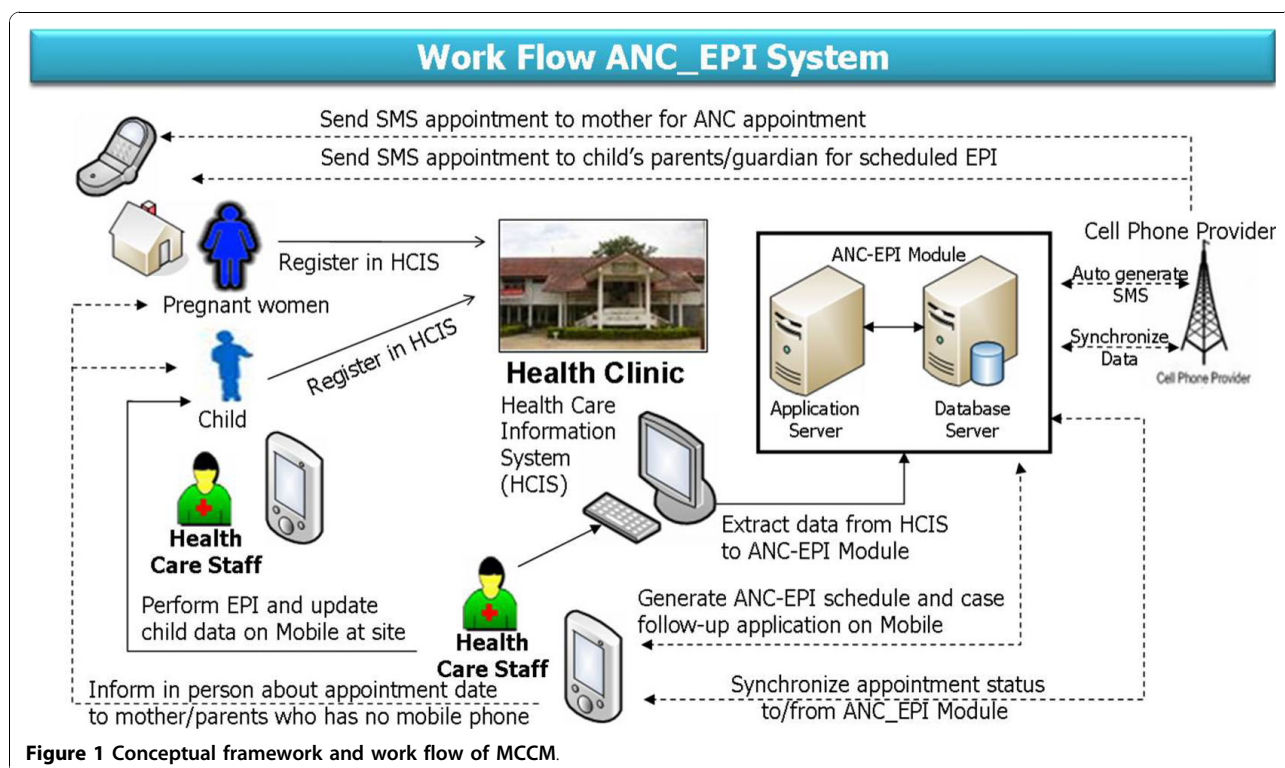 Work Flow ANC_EPI System
Send SMS appointment to mother for ANC appointment
Send SMS appointment to child's parents/guardian for scheduled EPI
Cell Phone Provider
ANC-EPI Module
Register in HCIS
Auto generate
SMS
Pregnant women
Synchronize
Data
Register in HCIS
Health Clinic
Cell Phone Provider
Child
Health Care
Information
System
(HCIS)
Application
Server
Database
Server
Health
Care Staff
Extract data from HCIS
to ANC-EPI Module
Perform EPI and update
child data on Mobile at site
Generate ANC-EPI schedule and case
follow-up application on Mobile
Health
Care Staff
Inform in person about appointment date
to mother/parents who has no mobile phone
Synchronize appointment status
to/from ANC_EPI Module
Figure 1 Conceptual framework and work flow of MCCM.